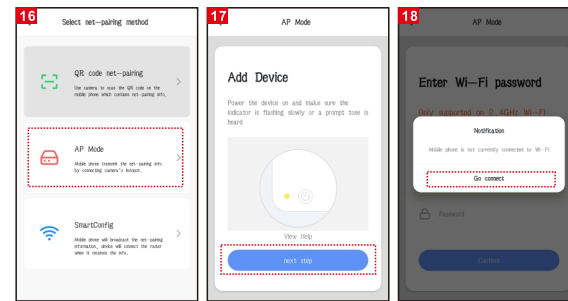 16
Select net-pairing method
QR code net-pairing
Use camera to scan the QR code on the
mobile phone which contains net-pairing info.
AP Mode
Mobile phone transmit the net-pairing info
by connecting camera's hotspot.
SmartConfig
Mobile phone will broadcast the net-pairing
information, device will connect the router
when it receives the info.
17
AP Mode
Add Device
Power the device on and make sure the
indicator is flashing slowly or a prompt tone is
heard
View Help
next step
18
AP Mode
Enter Wi-Fi password
Only supported on 2.4GHz Wi-Fi
Notification
Mobile phone is not currently connected to Wi-Fi
Go connect
Password
Confirm